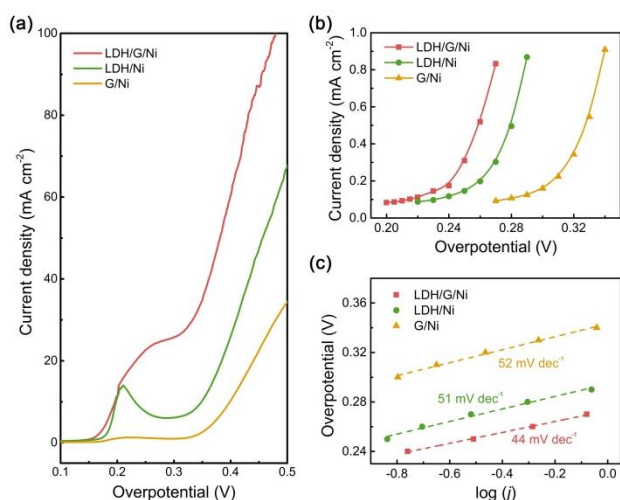 (a)
LDH/G/Ni
LDH/Ni
G/Ni
Current density (mA cm⁻²)
100
80
60
40
20
0
0.1 0.2 0.3 0.4 0.5
Overpotential (V)
(b)
LDH/G/Ni
LDH/Ni
G/Ni
Current density (mA cm⁻²)
1.0
0.8
0.6
0.4
0.2
0.0
0.20 0.24 0.28 0.32
Overpotential (V)
(c)
LDH/G/Ni
LDH/Ni
G/Ni
Overpotential (V)
0.36
0.32
0.28
0.24
52 mV dec⁻¹
51 mV dec⁻¹
44 mV dec⁻¹
-0.8 -0.6 -0.4 -0.2 0.0
log (j)